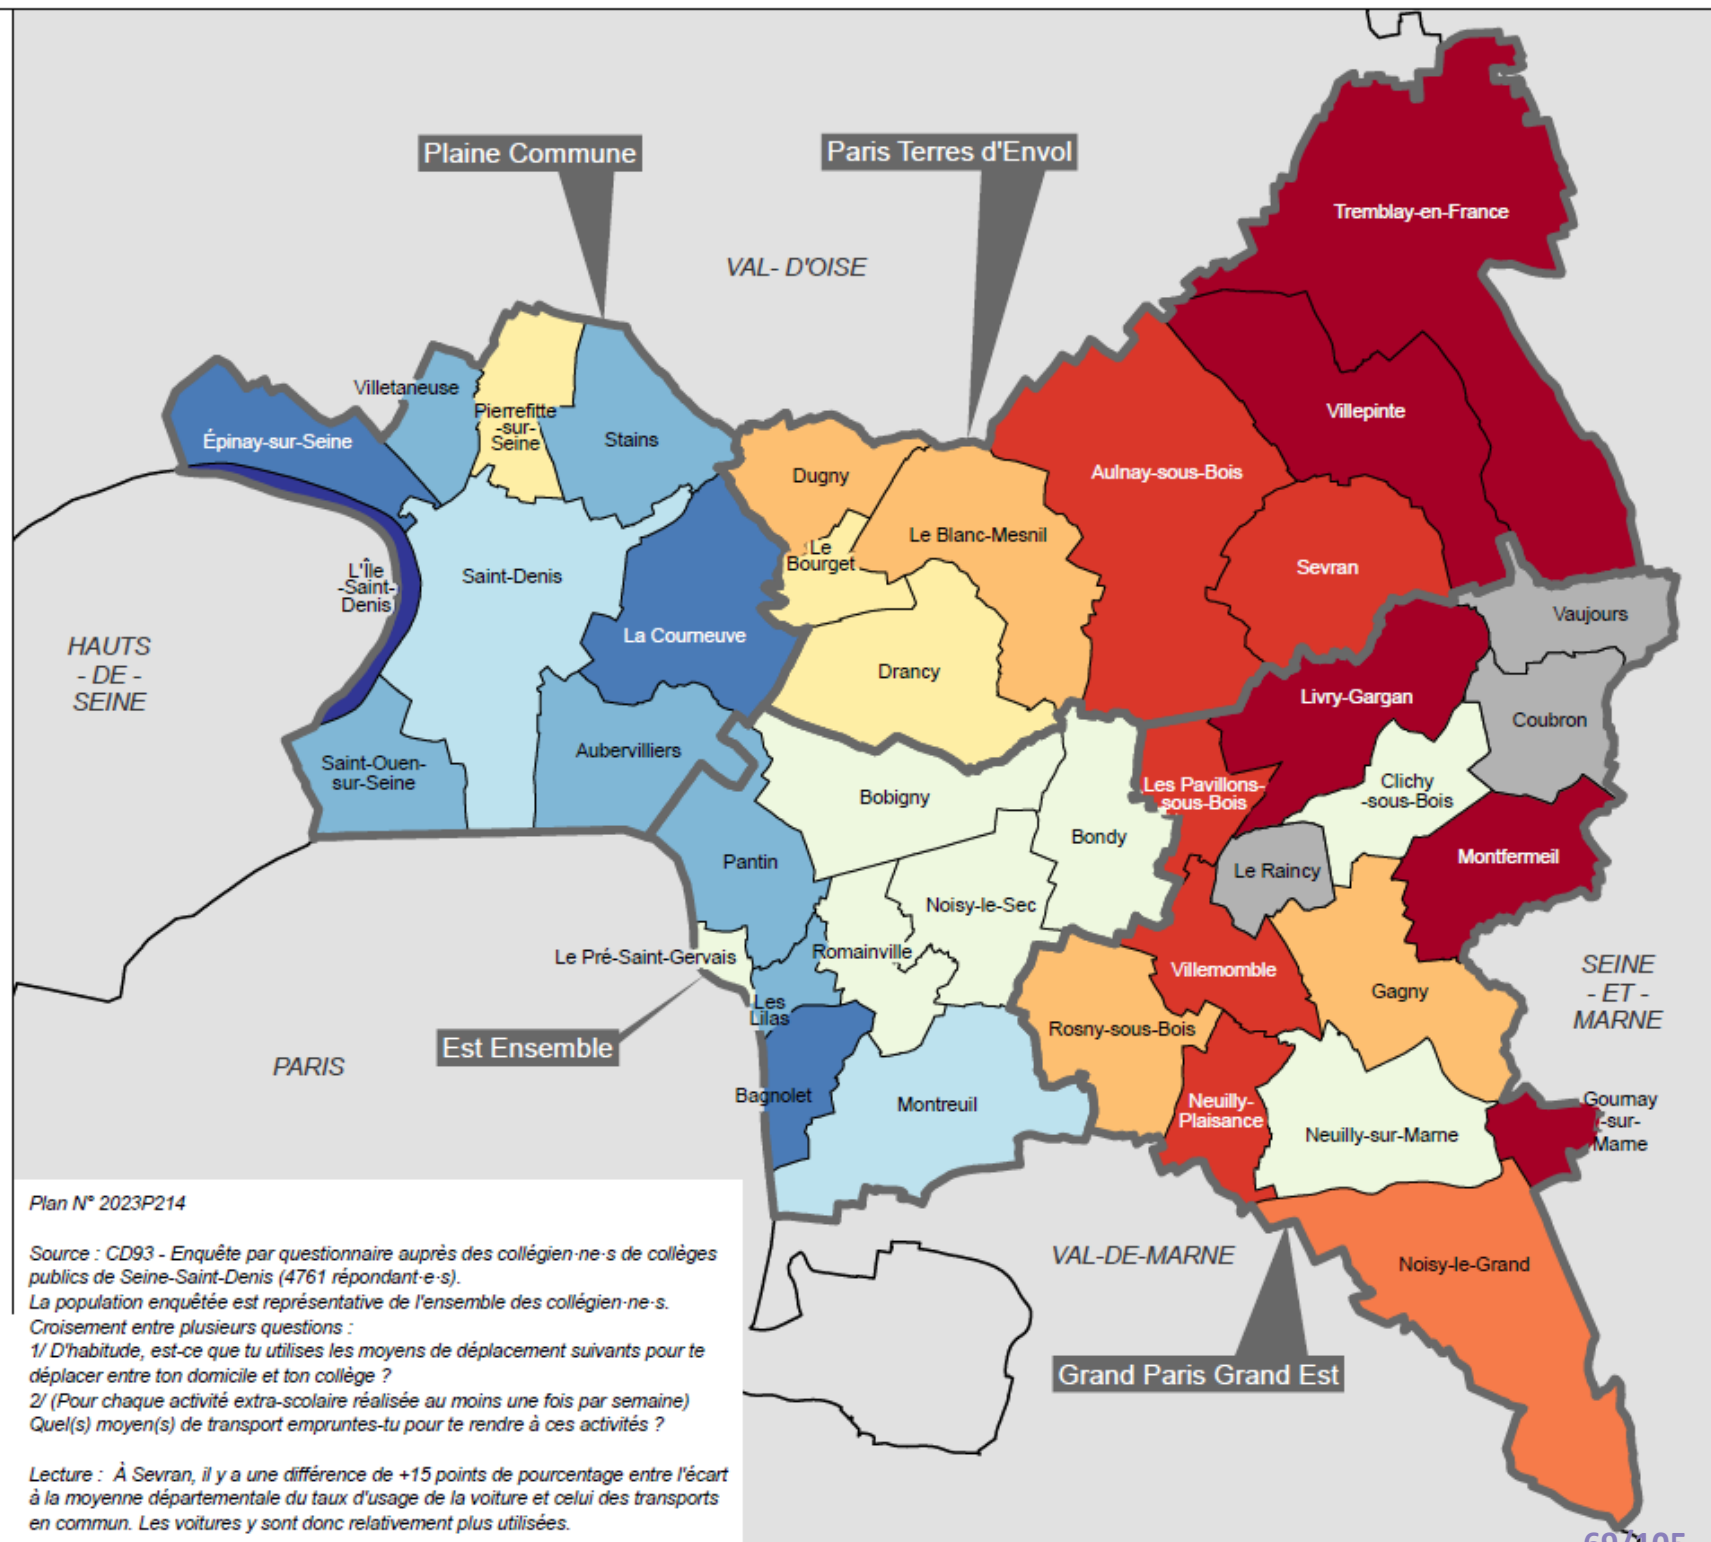 Plaine Commune
Paris Terres d'Envol
Tremblay-en-France
VAL- D'OISE
Villetaneuse
Pierrefitte
-sur-
Seine
Villepinte
Épinay-sur-Seine
Stains
Dugny
Aulnay-sous-Bois
Le Blanc-Mesnil
Le
Bourget
Sevran
L'Île
-Saint-
Denis
Saint-Denis
Vaujours
La Courneuve
HAUTS
- DE -
SEINE
Drancy
Livry-Gargan
Coubron
Aubervilliers
Saint-Ouen-
sur-Seine
Bobigny
Les Pavillons-
sous-Bois
Clichy
-sous-Bois
Bondy
Pantin
Le Raincy
Montfermeil
Noisy-le-Sec
Romainville
Le Pré-Saint-Gervais
Villemomble
Gagny
SEINE
- ET -
MARNE
Les
Lilas
Rosny-sous-Bois
Est Ensemble
PARIS
Bagnolet
Montreuil
Neuilly-
Plaisance
Neuilly-sur-Marne
Gournay
-sur-
Marne
VAL-DE-MARNE
Noisy-le-Grand
Grand Paris Grand Est
Plan N° 2023P214
Source : CD93 - Enquête par questionnaire auprès des collégien·ne·s de collèges
publics de Seine-Saint-Denis (4761 répondant·e·s).
La population enquêtée est représentative de l'ensemble des collégien·ne·s.
Croisement entre plusieurs questions :
1/ D'habitude, est-ce que tu utilises les moyens de déplacement suivants pour te
déplacer entre ton domicile et ton collège ?
2/ (Pour chaque activité extra-scolaire réalisée au moins une fois par semaine)
Quel(s) moyen(s) de transport empruntes-tu pour te rendre à ces activités ?
Lecture : À Sevran, il y a une différence de +15 points de pourcentage entre l'écart
à la moyenne départementale du taux d'usage de la voiture et celui des transports
en commun. Les voitures y sont donc relativement plus utilisées.